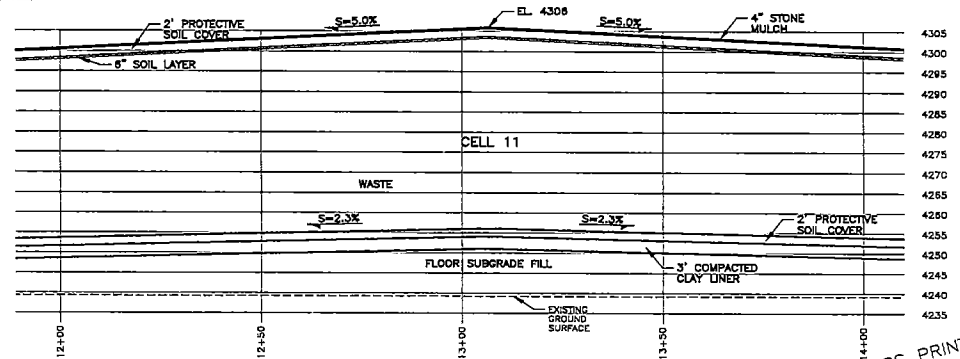 EL. 4306
2' PROTECTIVE
SOIL COVER
S=5.0%
S=5.0%
4" STONE
MULCH
6" SOIL LAYER
4305
4300
4295
4290
4285
4280
4275
4270
4265
4260
4255
4250
4245
4240
4235
CELL 11
WASTE
S=2.3%
S=2.3%
2' PROTECTIVE
SOIL COVER
FLOOR SUBGRADE FILL
3' COMPACTED
CLAY LINER
EXISTING
GROUND
SURFACE
12+00
12+50
13+00
13+50
14+00
PRINT